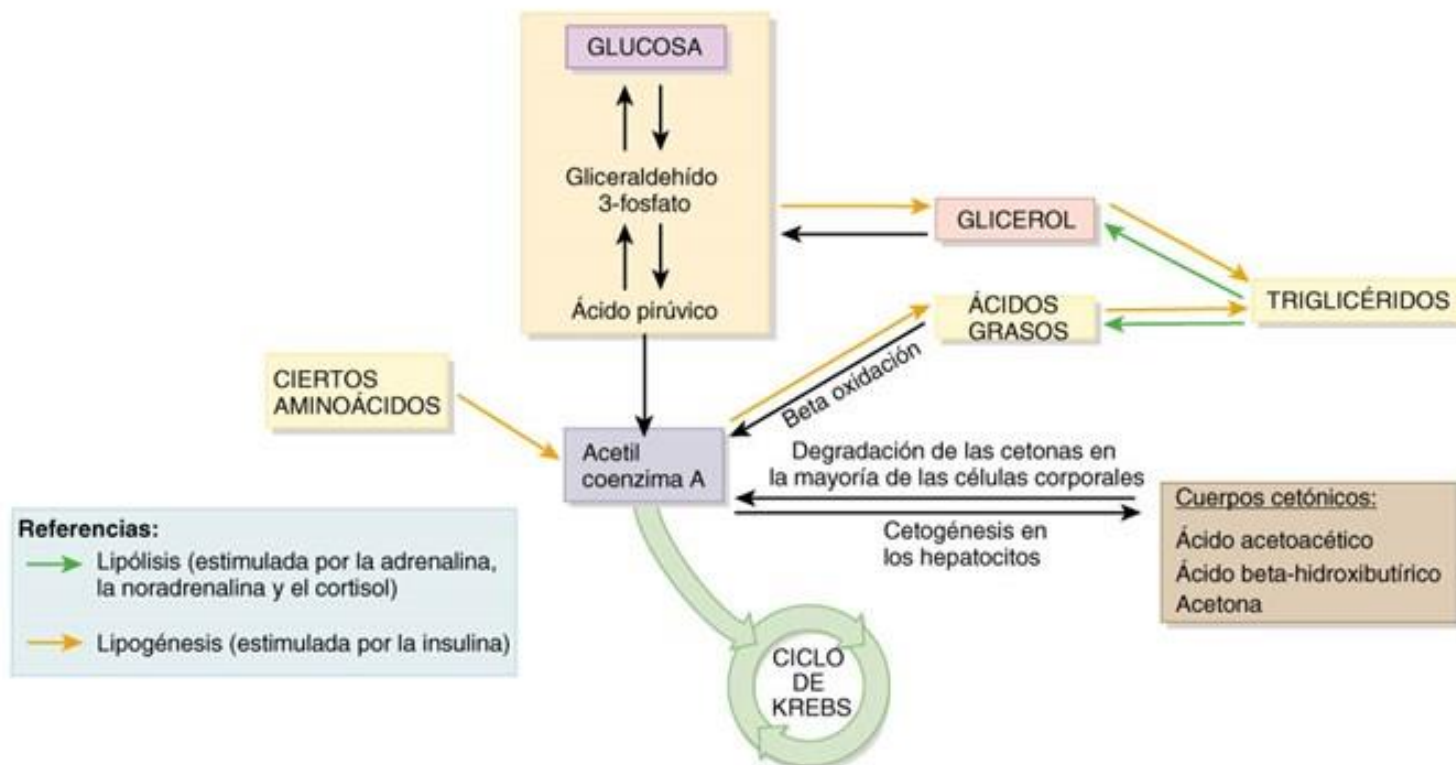 GLUCOSA
Gliceraldehído
3-fosfato
Ácido pirúvico
GLICEROL
ÁCIDOS
GRASOS
TRIGLICÉRIDOS
Beta oxidación
CIERTOS
AMINOÁCIDOS
Acetil
coenzima A
Degradación de las cetonas en
la mayoría de las células corporales
Cetogénesis en
los hepatocitos
Cuerpos cetónicos:
Ácido acetoacético
Ácido beta-hidroxibutírico
Acetona
Referencias:
Lipólisis (estimulada por la adrenalina,
la noradrenalina y el cortisol)
Lipogénesis (estimulada por la insulina)
CICLO
DE
KREBS